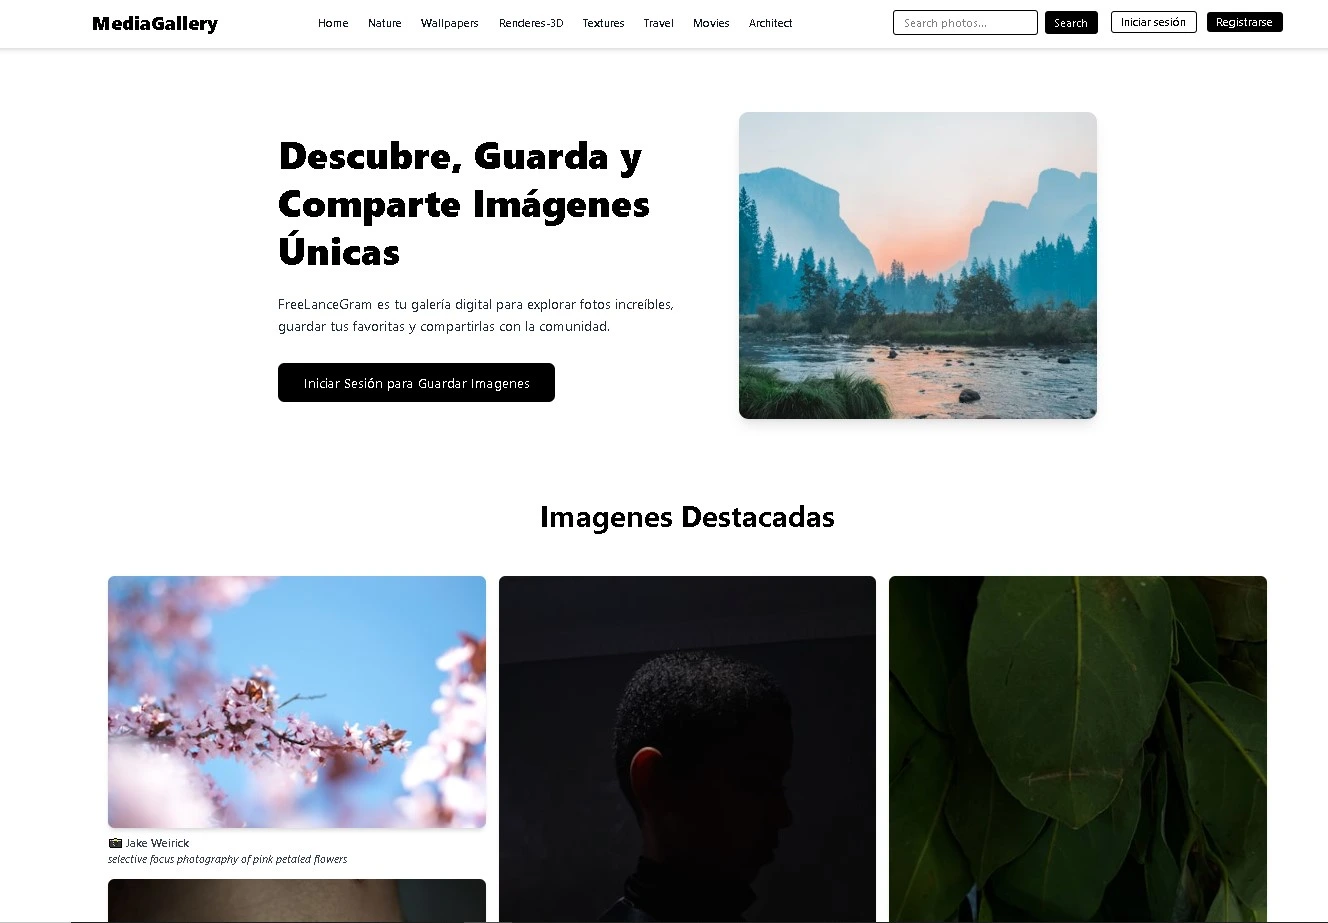 MediaGallery
Home Nature Wallpapers Renderes-3D Textures Travel Movies Architect
Search photos... Search Iniciar sesión Registrarse
Descubre, Guarda y
Comparte Imágenes
Únicas
FreeLanceGram es tu galería digital para explorar fotos increíbles,
guardar tus favoritas y compartirlas con la comunidad.
Iniciar Sesión para Guardar Imagenes
Imagenes Destacadas
Jake Weirick
selective focus photography of pink petaled flowers